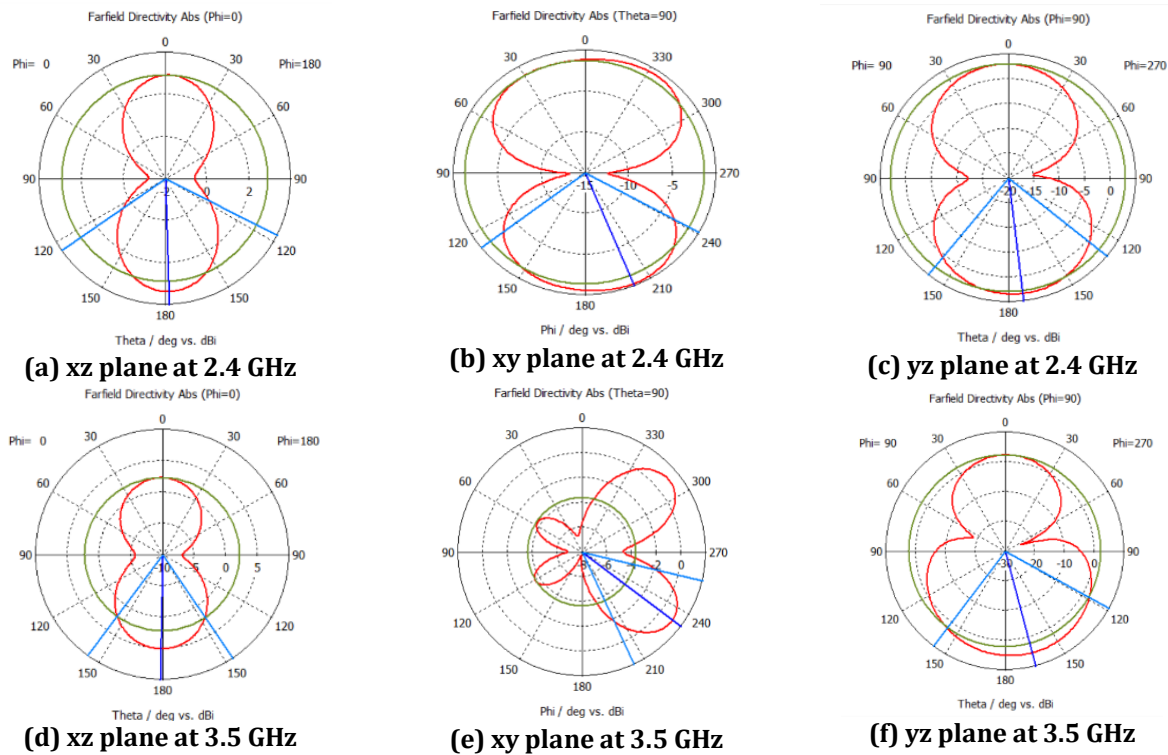 Farfield Directivity Abs (Phi=0)
0
30 30
Phi= 0 Phi=180
60 60
90 -2 0 2 90
120 120
150 150
180
Theta / deg vs. dBi
(a) xz plane at 2.4 GHz
Farfield Directivity Abs (Theta=90)
0
30 330
60 300
90 -15 -10 -5 270
120 240
150 210
180
Phi / deg vs. dBi
(b) xy plane at 2.4 GHz
Farfield Directivity Abs (Phi=90)
0
30 30
Phi= 90 Phi=270
60 60
90 -20 -15 -10 -5 0 90
120 120
150 150
180
Theta / deg vs. dBi
(c) yz plane at 2.4 GHz
Farfield Directivity Abs (Phi=0)
0
30 30
Phi= 0 Phi=180
60 60
90 -10 -5 0 5 90
120 120
150 150
180
Theta / deg vs. dBi
(d) xz plane at 3.5 GHz
Farfield Directivity Abs (Theta=90)
0
30 330
60 300
90 -8 -6 -4 -2 0 270
120 240
150 210
180
Phi / deg vs. dBi
(e) xy plane at 3.5 GHz
Farfield Directivity Abs (Phi=90)
0
30 30
Phi= 90 Phi=270
60 60
90 -30 -20 -10 0 90
120 120
150 150
180
Theta / deg vs. dBi
(f) yz plane at 3.5 GHz